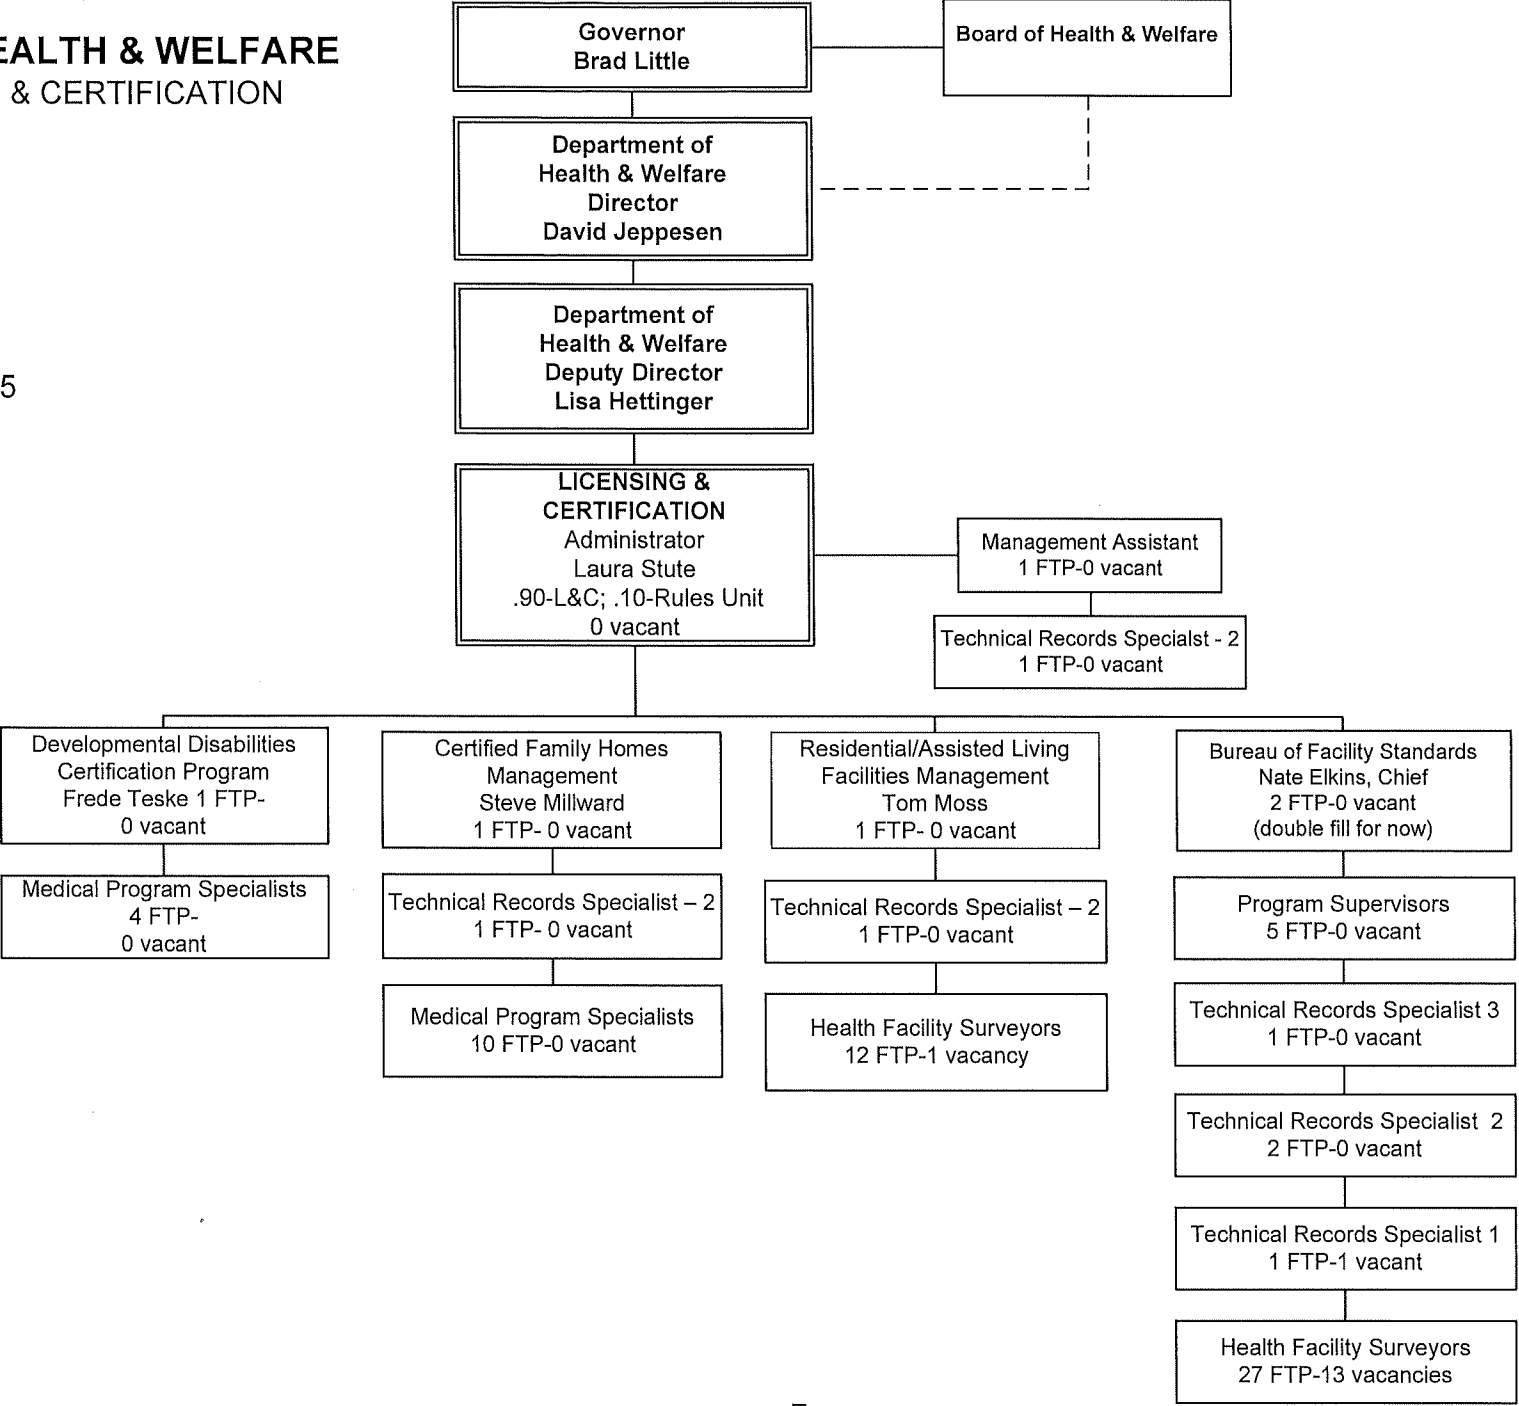 EALTH & WELFARE
& CERTIFICATION
5
Governor
Brad Little
Board of Health & Welfare
Department of
Health & Welfare
Director
David Jeppesen
Department of
Health & Welfare
Deputy Director
Lisa Hettinger
LICENSING &
CERTIFICATION
Administrator
Laura Stute
.90-L&C; .10-Rules Unit
0 vacant
Management Assistant
1 FTP-0 vacant
Technical Records Specialst - 2
1 FTP-0 vacant
Developmental Disabilities
Certification Program
Frede Teske 1 FTP-
0 vacant
Medical Program Specialists
4 FTP-
0 vacant
Certified Family Homes
Management
Steve Millward
1 FTP- 0 vacant
Technical Records Specialist – 2
1 FTP- 0 vacant
Medical Program Specialists
10 FTP-0 vacant
Residential/Assisted Living
Facilities Management
Tom Moss
1 FTP- 0 vacant
Technical Records Specialist – 2
1 FTP-0 vacant
Health Facility Surveyors
12 FTP-1 vacancy
Bureau of Facility Standards
Nate Elkins, Chief
2 FTP-0 vacant
(double fill for now)
Program Supervisors
5 FTP-0 vacant
Technical Records Specialist 3
1 FTP-0 vacant
Technical Records Specialist  2
2 FTP-0 vacant
Technical Records Specialist 1
1 FTP-1 vacant
Health Facility Surveyors
27 FTP-13 vacancies